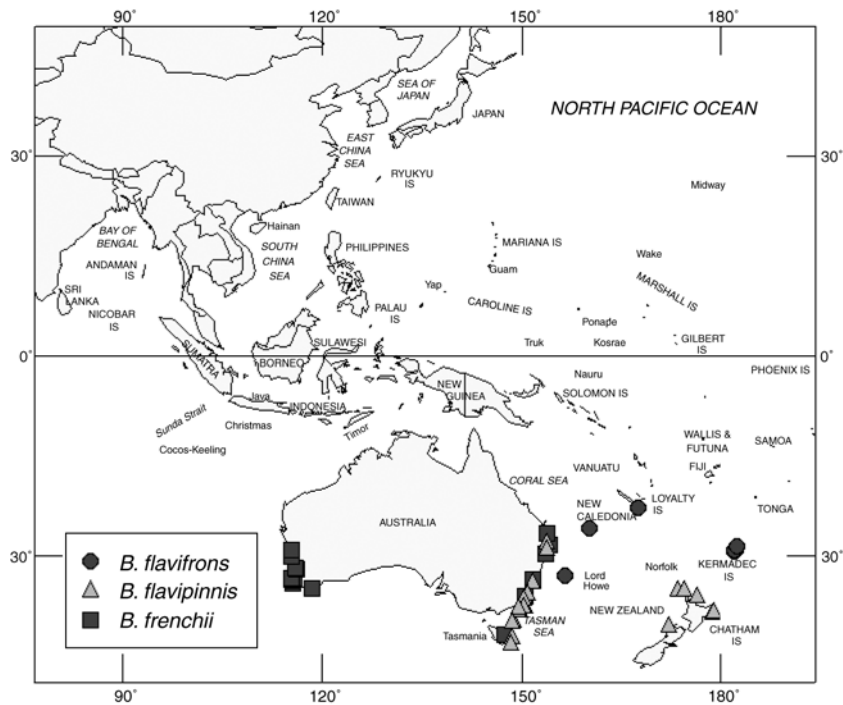 90°
120°
150°
180°
SEA OF
JAPAN
NORTH PACIFIC OCEAN
JAPAN
EAST
CHINA
SEA
30°
30°
RYUKYU
IS
Midway
TAIWAN
Hainan
BAY OF
BENGAL
SOUTH
CHINA
SEA
PHILIPPINES
MARIANA IS
Wake
ANDAMAN
IS
Guam
MARSHALL IS
SRI
LANKA
Yap
NICOBAR
IS
PALAU
IS
CAROLINE IS
Ponape
GILBERT
IS
SULAWESI
Truk
Kosrae
0°
0°
SUMATRA
BORNEO
NEW
GUINEA
Nauru
PHOENIX IS
Java
INDONESIA
SOLOMON IS
Sunda Strait
Christmas
Timor
Cocos-Keeling
WALLIS &
FUTUNA
SAMOA
VANUATU
FIJI
CORAL SEA
NEW
CALEDONIA
LOYALTY
IS
TONGA
AUSTRALIA
30°
30°
B. flavifrons
B. flavipinnis
B. frenchii
Lord
Howe
Norfolk
KERMADEC
IS
NEW ZEALAND
TASMAN
SEA
Tasmania
CHATHAM
IS
90°
120°
150°
180°